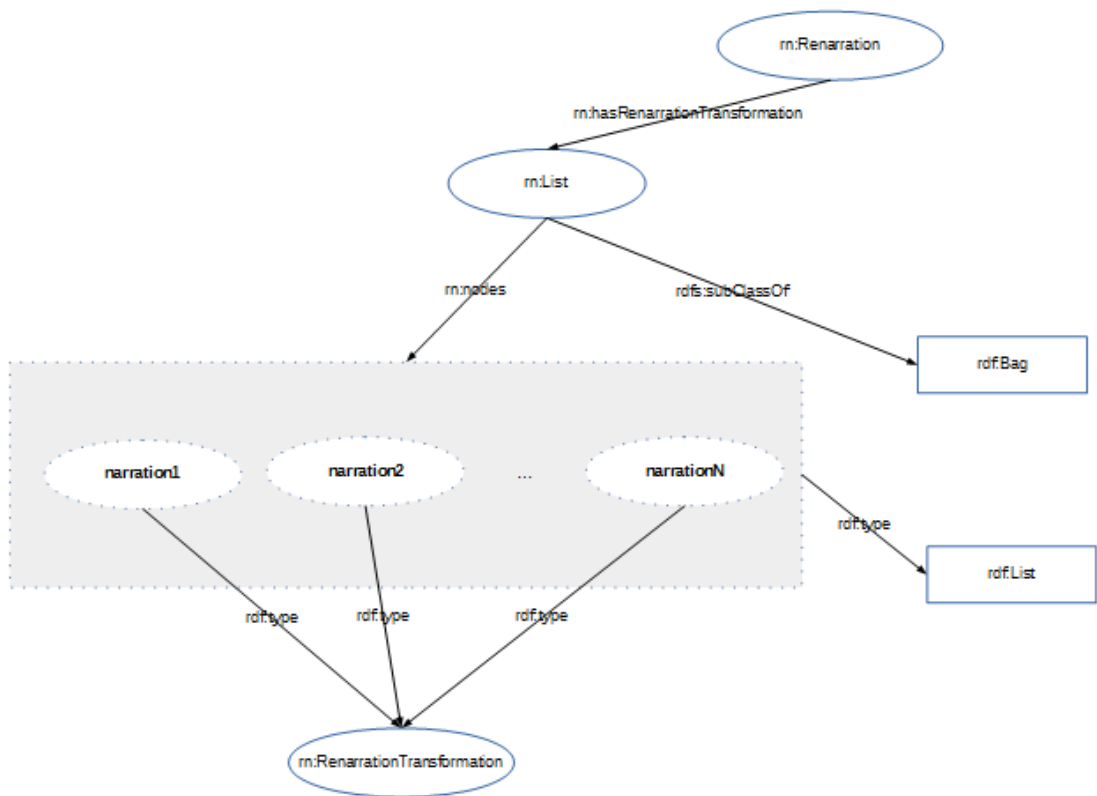 rn:Renarration
rn:hasRenarrationTransformation
rn:List
rn:nodes
rdfs:subClassOf
rdf:Bag
narration1
narration2
...
narrationN
rdf:type
rdf:List
rdf:type
rdf:type
rdf:type
rn:RenarrationTransformation